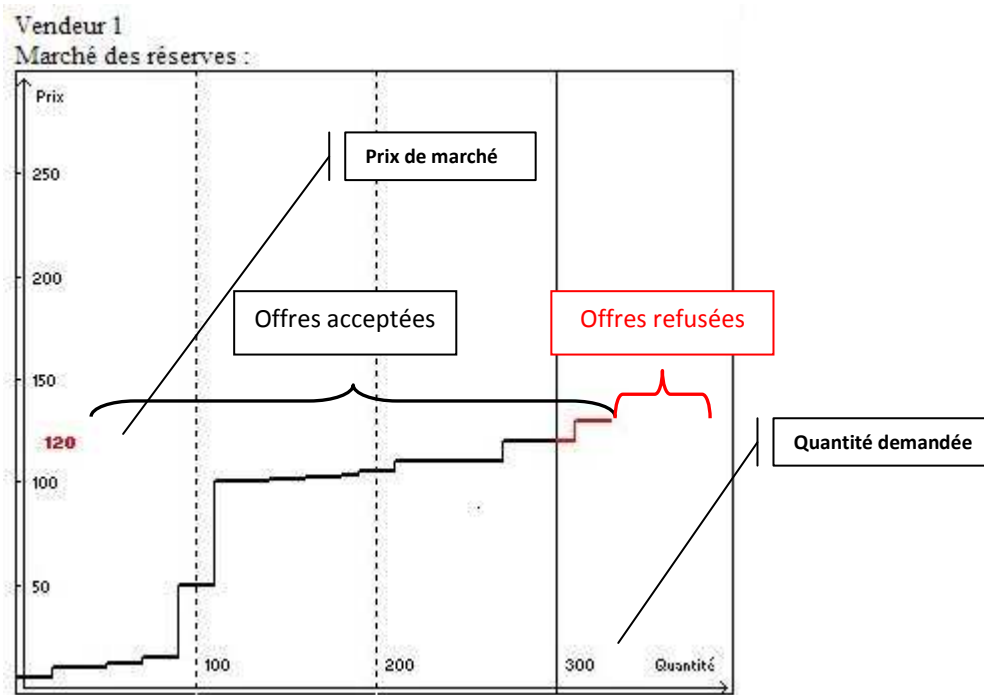 Vendeur 1
Marché des réserves :
Prix
Prix de marché
250
200
Offres acceptées
Offres refusées
150
120
Quantité demandée
100
50
100
200
300
Quantité